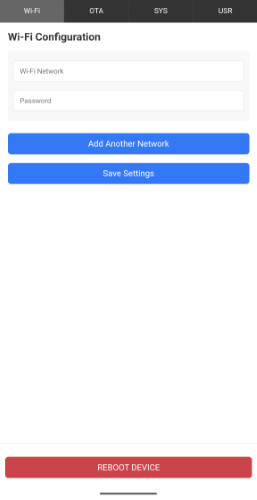 Wi-Fi OTA SYS USR
Wi-Fi Configuration
Wi-Fi Network
Password
Add Another Network
Save Settings
REBOOT DEVICE